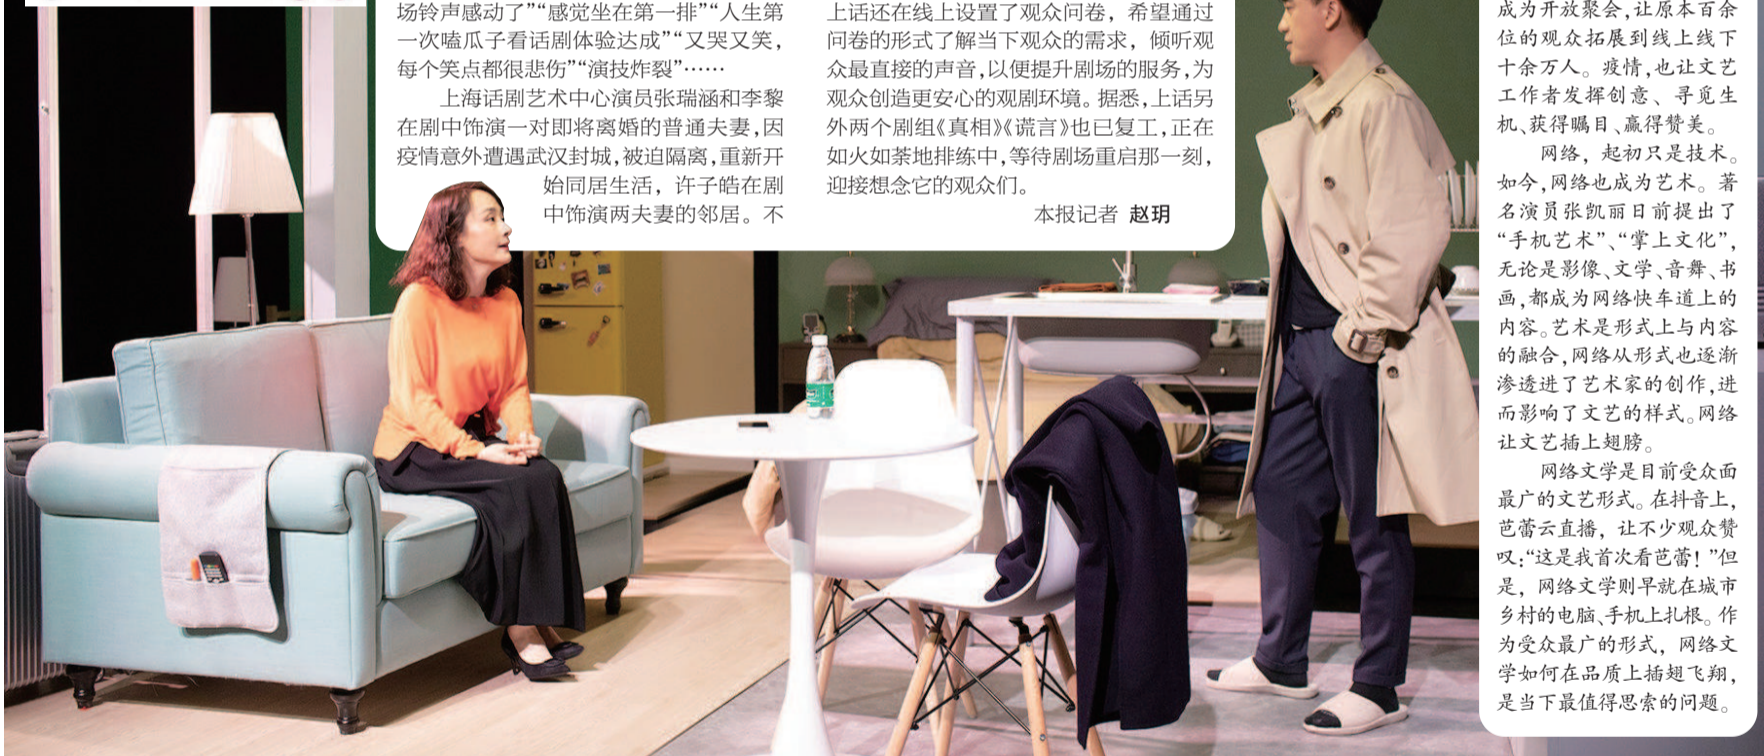 场铃声感动了”“感觉坐在第一排”“人生第
一次嗑瓜子看话剧体验达成”“又哭又笑，
每个笑点都很悲伤”“演技炸裂”……
上海话剧艺术中心演员张瑞涵和李黎
在剧中饰演一对即将离婚的普通夫妻，因
疫情意外遭遇武汉封城，被迫隔离，重新开
始同居生活，许子皓在剧
中饰演两夫妻的邻居。不
上话还在线上设置了观众问卷，希望通过
问卷的形式了解当下观众的需求，倾听观
众最直接的声音，以便提升剧场的服务，为
观众创造更安心的观剧环境。据悉，上话另
外两个剧组《真相》《谎言》也已复工，正在
如火如荼地排练中，等待剧场重启那一刻，
迎接想念它的观众们。
本报记者 赵玥
成为开放聚会，让原本百余
位的观众拓展到线上线下
十余万人。疫情，也让文艺
工作者发挥创意、寻觅生
机、获得瞩目、赢得赞美。
网络，起初只是技术。
如今，网络也成为艺术。著
名演员张凯丽日前提出了
“手机艺术”、“掌上文化”，
无论是影像、文学、音舞、书
画，都成为网络快车道上的
内容。艺术是形式上与内容
的融合，网络从形式也逐渐
渗透进了艺术家的创作，进
而影响了文艺的样式。网络
让文艺插上翅膀。
网络文学是目前受众面
最广的文艺形式。在抖音上，
芭蕾云直播，让不少观众赞
叹：“这是我首次看芭蕾！”但
是，网络文学则早就在城市
乡村的电脑、手机上扎根。作
为受众最广的形式，网络文
学如何在品质上插翅飞翔，
是当下最值得思索的问题。